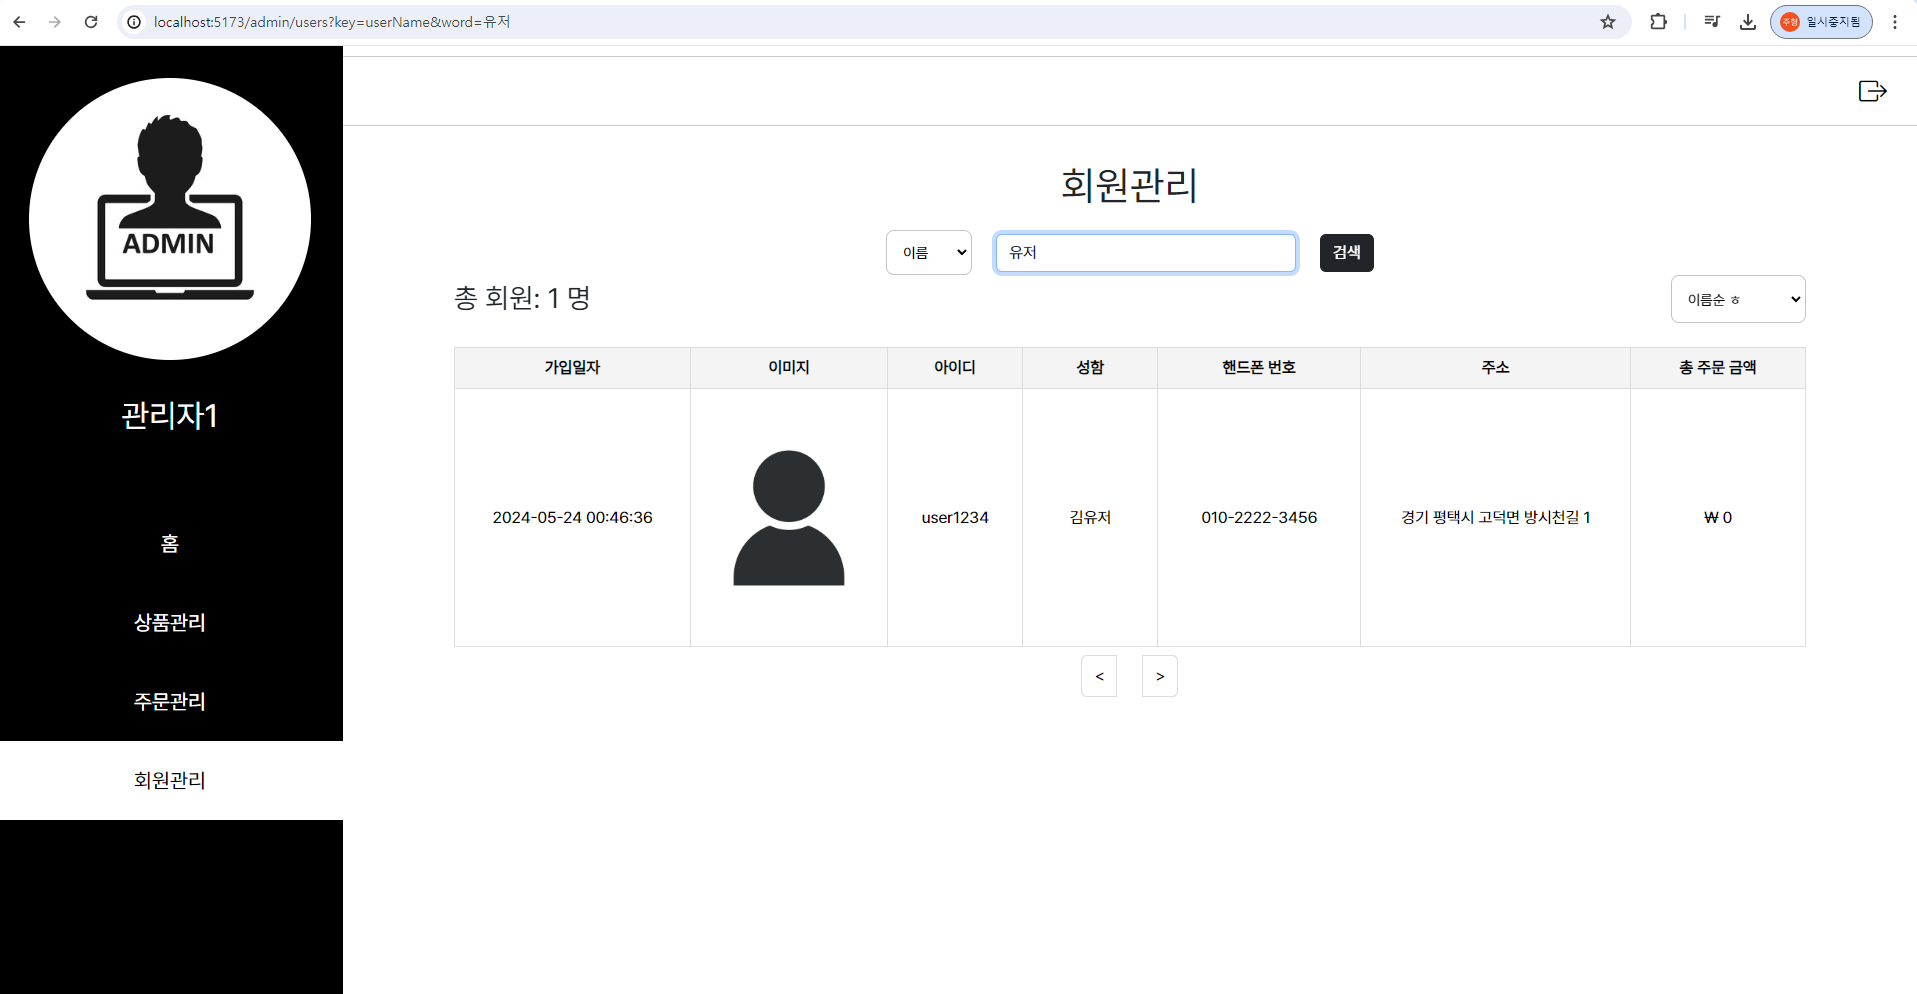 localhost:5173/admin/users?key=userName&word=유저
주형 일시중지됨
ADMIN
관리자1
홈
상품관리
주문관리
회원관리
회원관리
이름 유저 검색
총 회원: 1 명
이름순 ㅎ
가입일자 이미지 아이디 성함 핸드폰 번호 주소 총 주문 금액
2024-05-24 00:46:36 user1234 김유저 010-2222-3456 경기 평택시 고덕면 방시천길 1 ₩ 0
< >